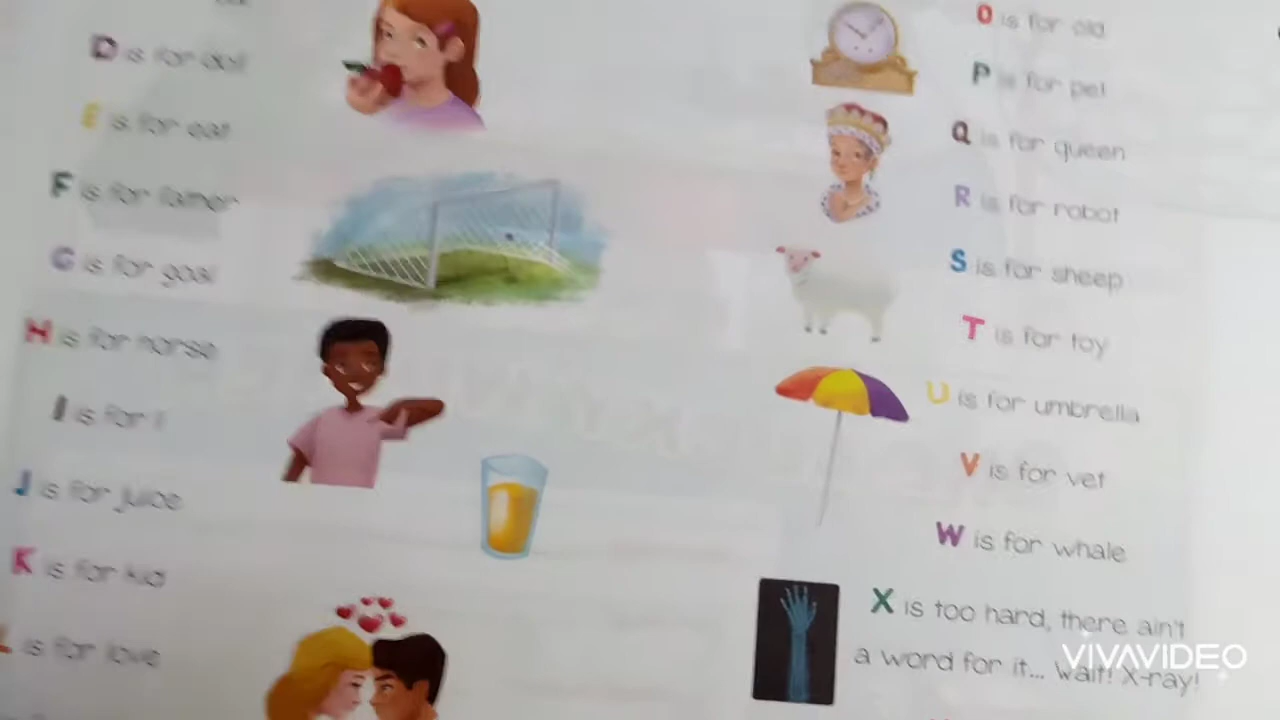 D is for doll
E is for eat
F is for father
G is for goal
H is for horse
I is for I
J is for juice
K is for kid
L is for love
O is for old
P is for pet
Q is for queen
R is for robot
S is for sheep
T is for toy
U is for umbrella
V is for vet
W is for whale
X is too hard, there ain't
a word for it... Wait! X-ray!
VIVAVIDEO